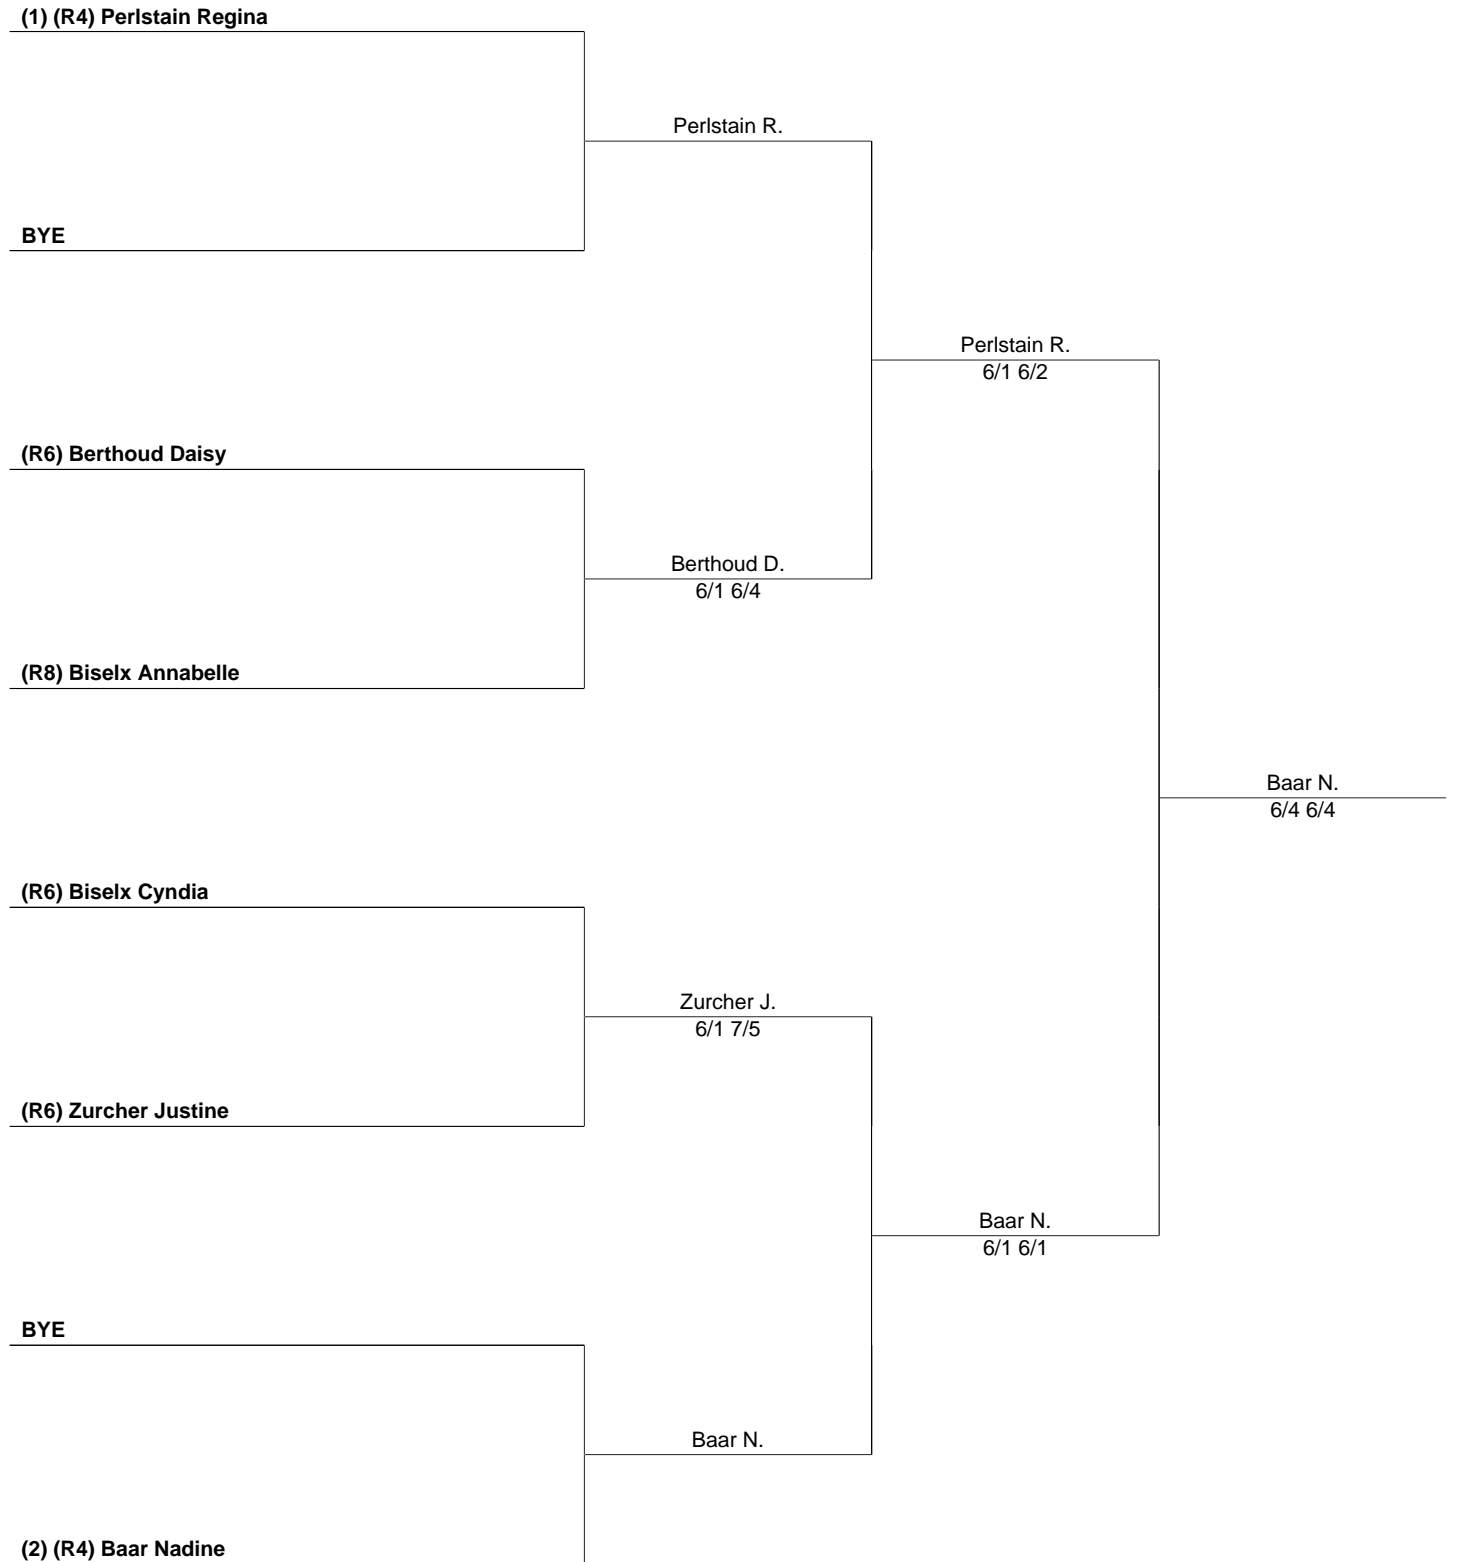 (1) (R4) Perlstain Regina
Perlstain R.
BYE
Perlstain R.
6/1 6/2
(R6) Berthoud Daisy
Berthoud D.
6/1 6/4
(R8) Biselx Annabelle
Baar N.
6/4 6/4
(R6) Biselx Cyndia
Zurcher J.
6/1 7/5
(R6) Zurcher Justine
Baar N.
6/1 6/1
BYE
Baar N.
(2) (R4) Baar Nadine